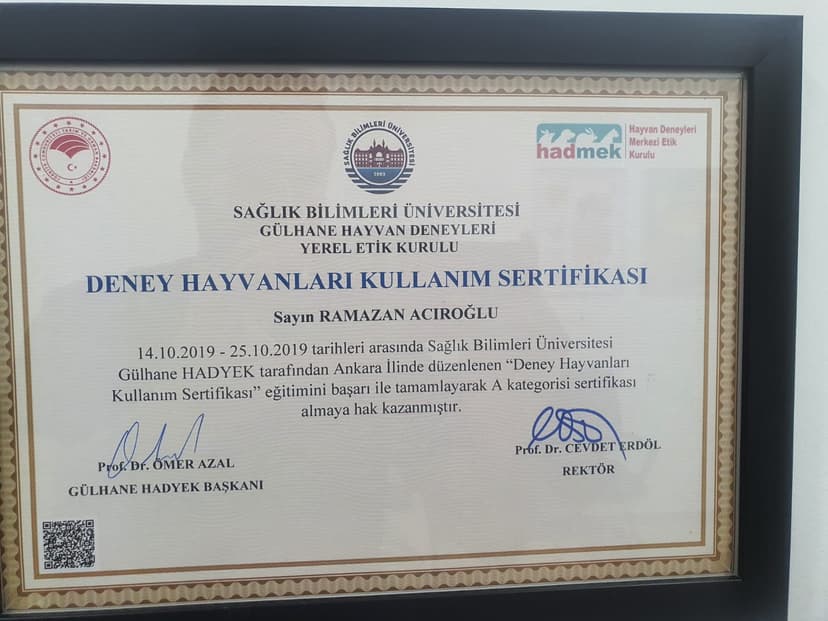 SAĞLIK BİLİMLERİ ÜNİVERSİTESİ
1903
hadmek
Hayvan Deneyleri
Merkezi Etik
Kurulu
SAĞLIK BİLİMLERİ ÜNİVERSİTESİ
GÜLHANE HAYVAN DENEYLERİ
YEREL ETİK KURULU
DENEY HAYVANLARI KULLANIM SERTİFİKASI
Sayın RAMAZAN ACIROĞLU
14.10.2019 - 25.10.2019 tarihleri arasında Sağlık Bilimleri Üniversitesi
Gülhane HADYEK tarafından Ankara İlinde düzenlenen “Deney Hayvanları
Kullanım Sertifikası” eğitimini başarı ile tamamlayarak A kategorisi sertifikası
almaya hak kazanmıştır.
Prof. Dr. ÖMER AZAL
GÜLHANE HADYEK BAŞKANI
Prof. Dr. CEVDET ERDÖL
REKTÖR